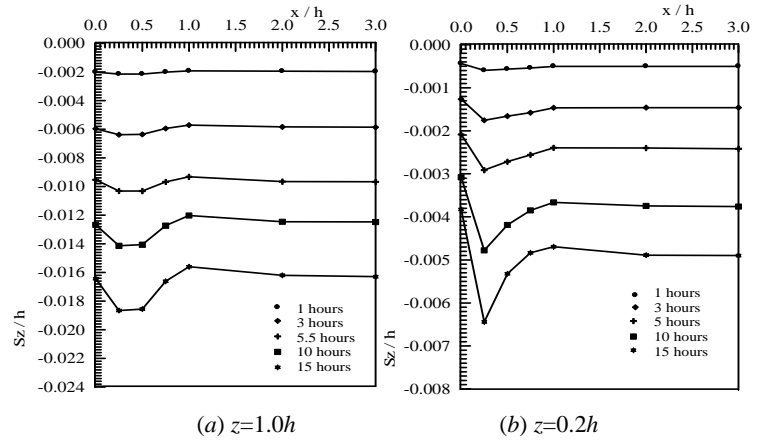 x / h
0.0 0.5 1.0 1.5 2.0 2.5 3.0
0.000
-0.002
-0.004
-0.006
-0.008
-0.010
-0.012
-0.014
-0.016
-0.018
-0.020
-0.022
-0.024
Sz / h
1 hours
3 hours
5.5 hours
10 hours
15 hours
(a) z=1.0h
x / h
0.0 0.5 1.0 1.5 2.0 2.5 3.0
0.000
-0.001
-0.002
-0.003
-0.004
-0.005
-0.006
-0.007
-0.008
Sz / h
1 hours
3 hours
5 hours
10 hours
15 hours
(b) z=0.2h